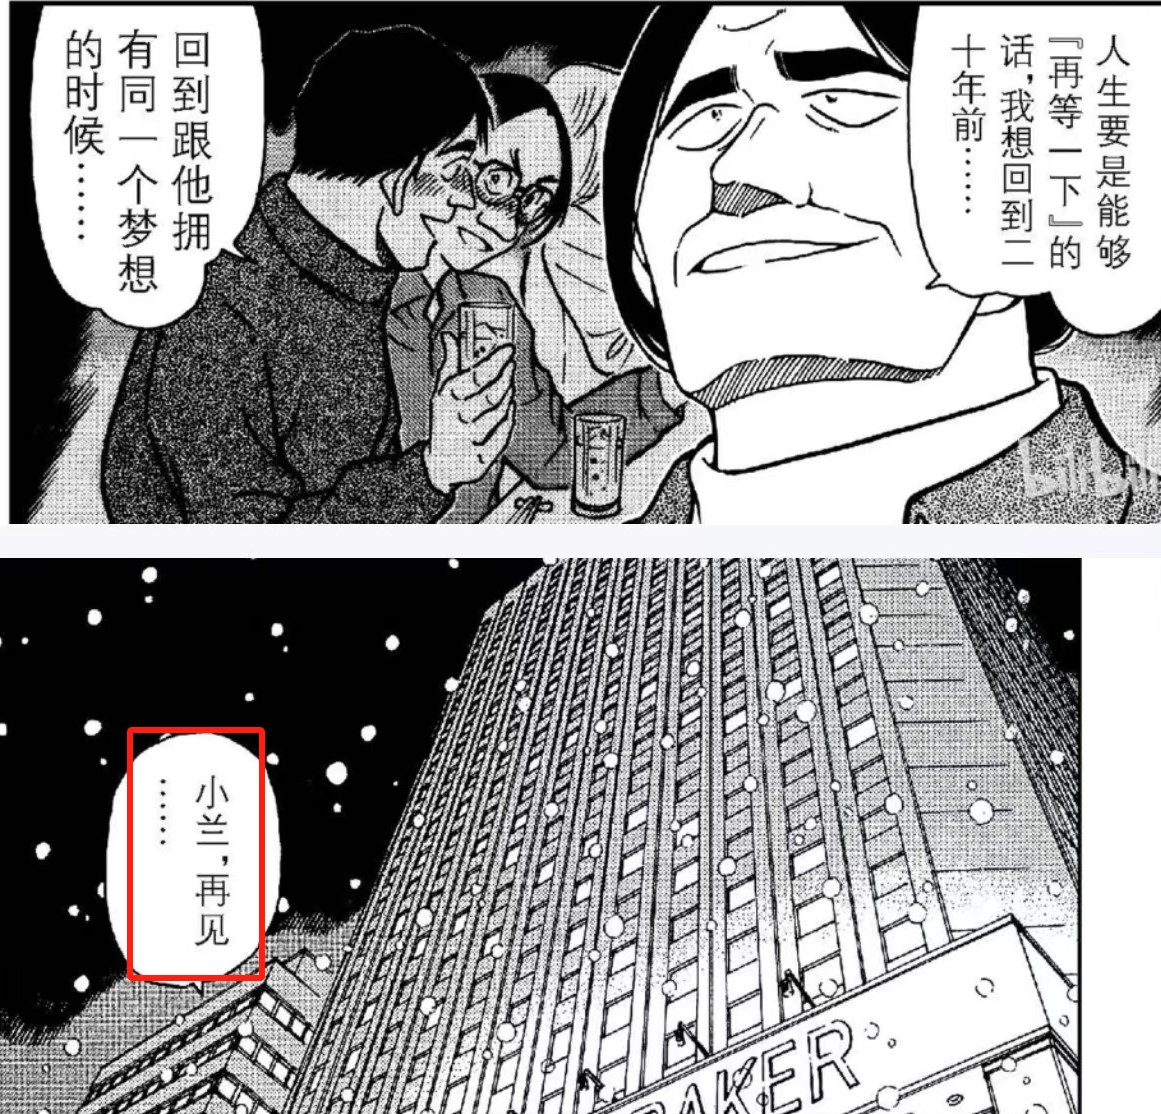 人生要是能够
『再等一下』的
话，我想回到二
十年前……
回到跟他拥
有同一个梦想
的时候……
bilibili
小兰，再见
……
BAKER